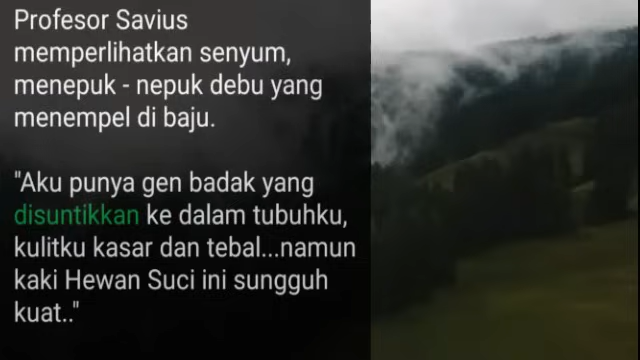 Profesor Savius
memperlihatkan senyum,
menepuk - nepuk debu yang
menempel di baju.
"Aku punya gen badak yang
disuntikkan ke dalam tubuhku,
kulitku kasar dan tebal...namun
kaki Hewan Suci ini sungguh
kuat.."